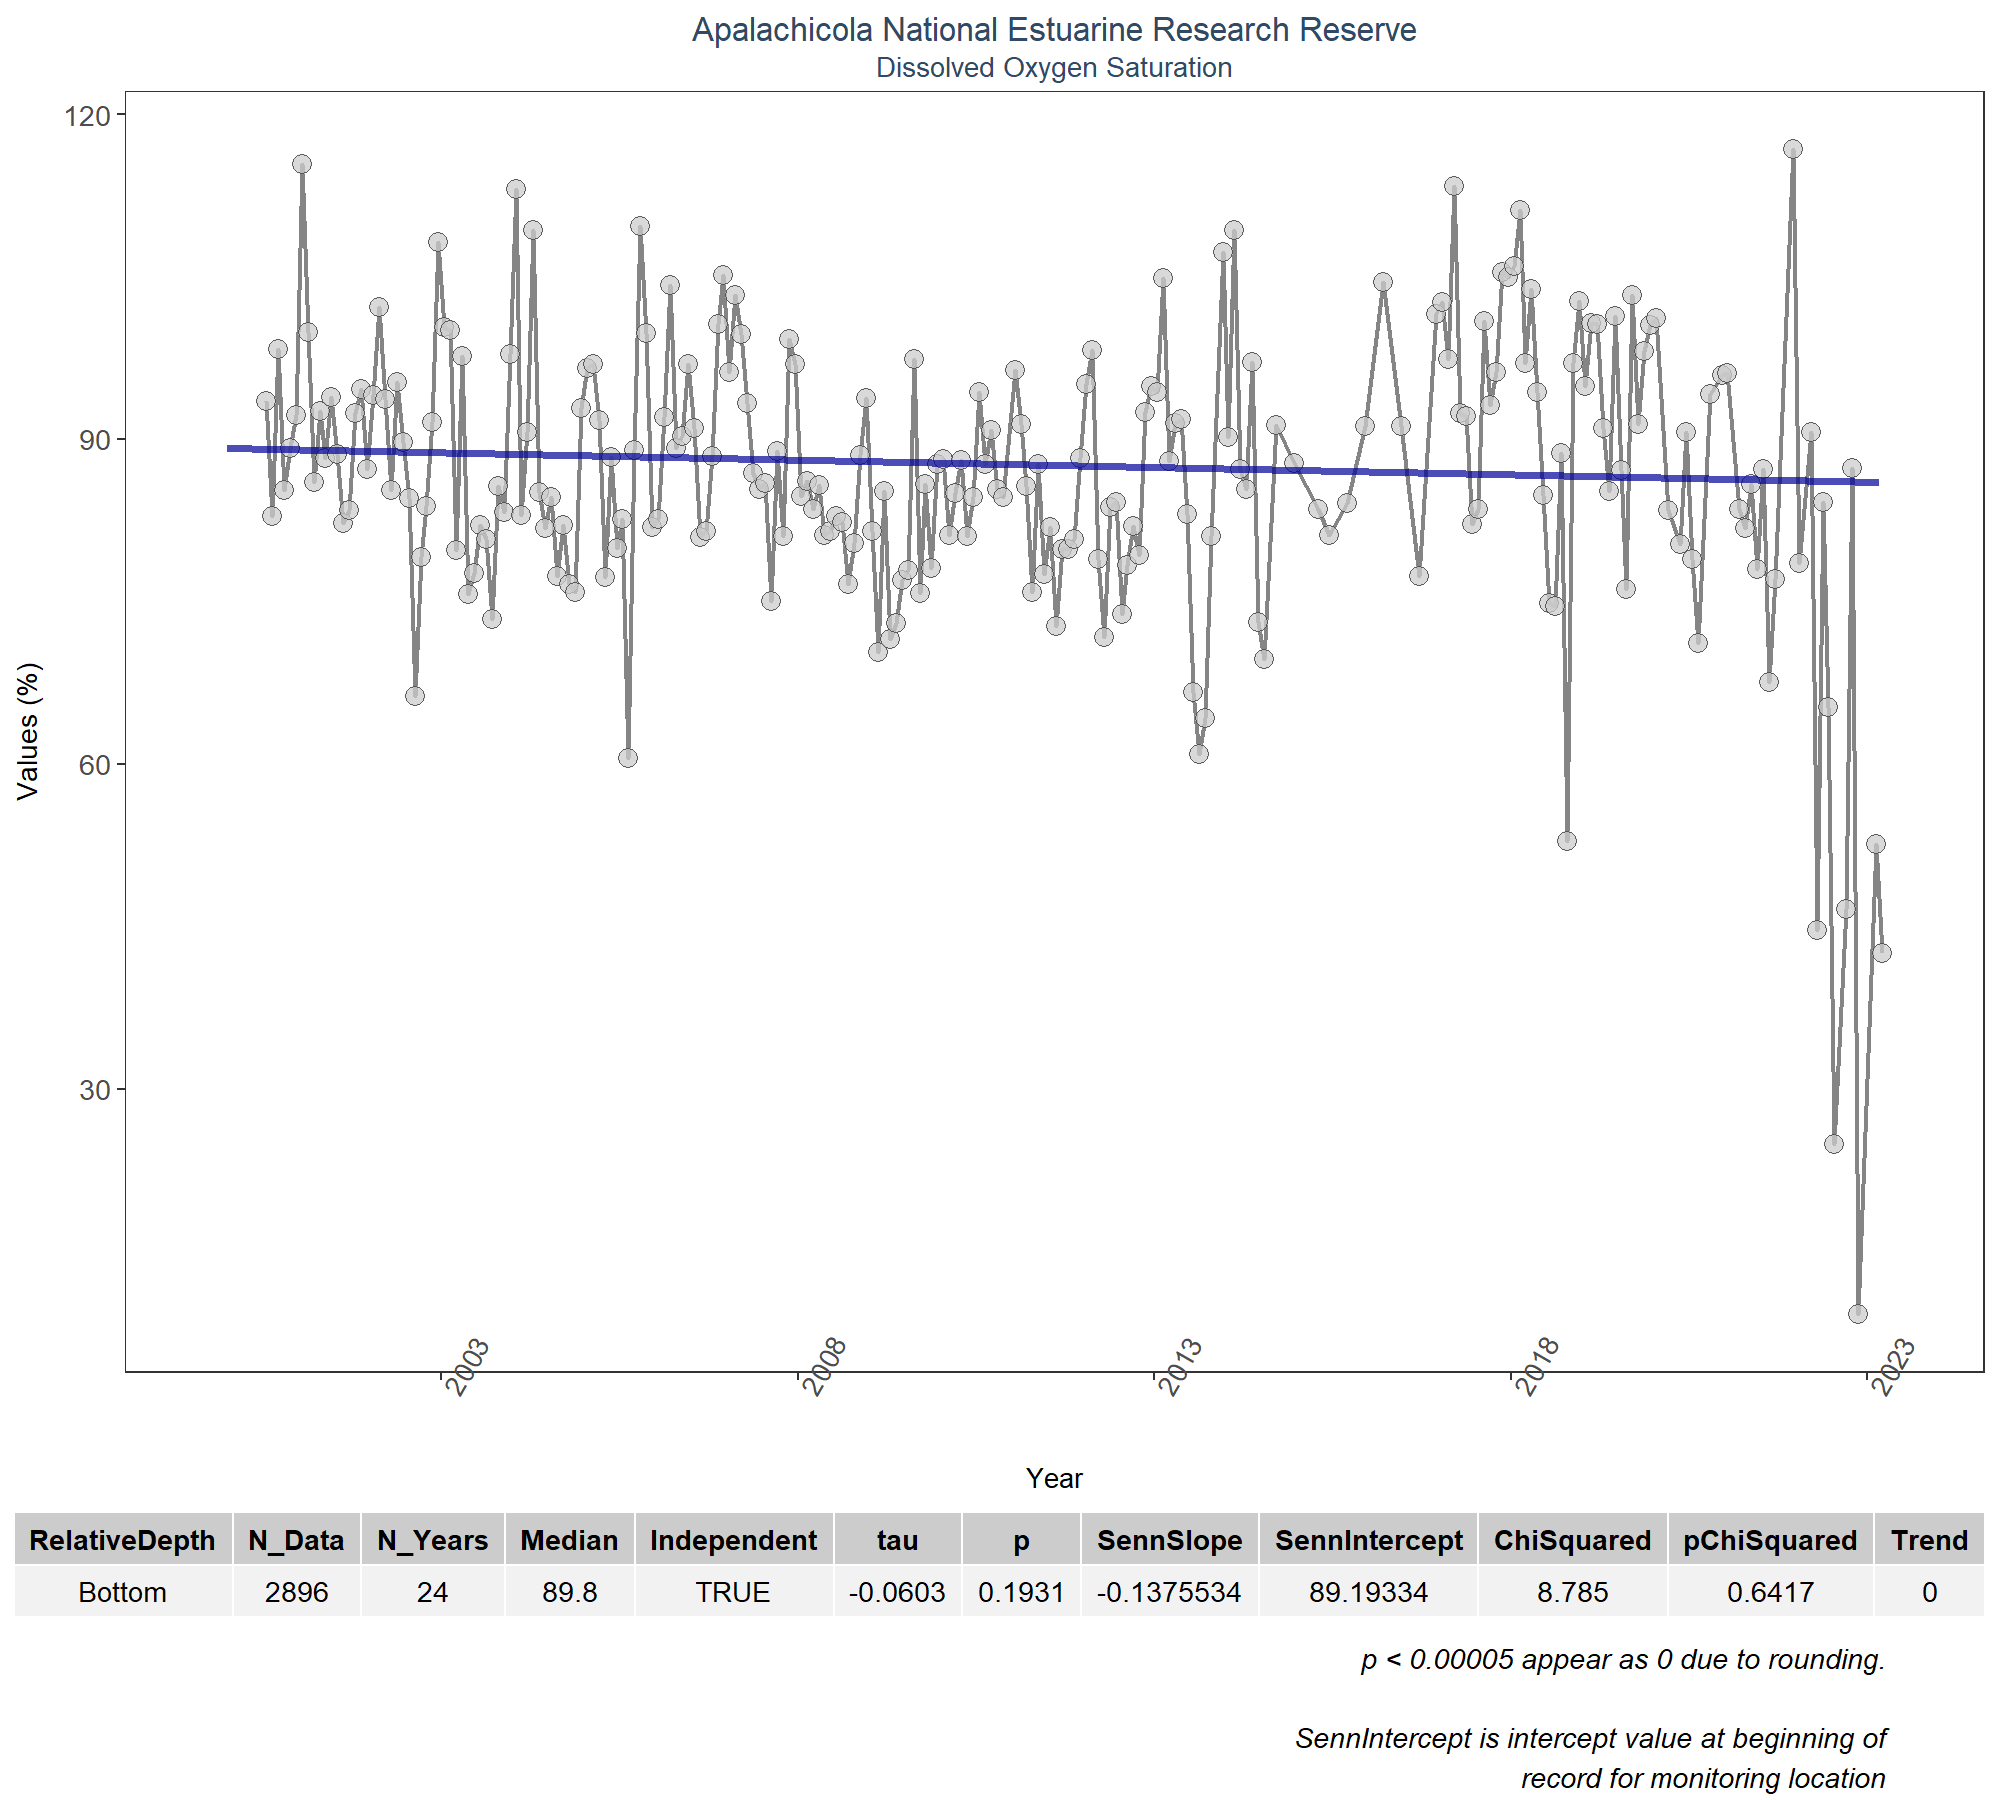 Apalachicola National Estuarine Research Reserve
Dissolved Oxygen Saturation
120
90
60
30
Values (%)
2003 2008 2013 2018 2023
Year
RelativeDepth N_Data N_Years Median Independent tau p SennSlope SennIntercept ChiSquared pChiSquared Trend
Bottom 2896 24 89.8 TRUE -0.0603 0.1931 -0.1375534 89.19334 8.785 0.6417 0
p < 0.00005 appear as 0 due to rounding.
SennIntercept is intercept value at beginning of
record for monitoring location